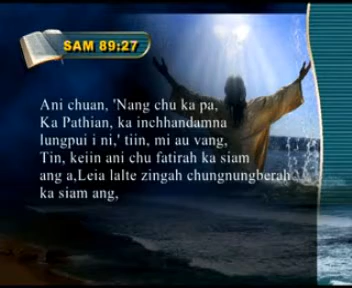 SAM 89:27
Ani chuan, 'Nang chu ka pa,
Ka Pathian, ka inchhandamna
lungpui i ni,' tiin, mi au vang,
Tin, keiin ani chu fatirah ka siam
ang a,Leia lalte zingah chungnungberah
ka siam ang,